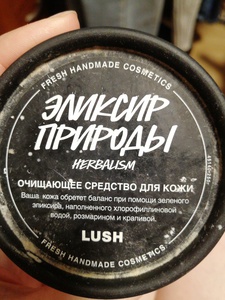 FRESH HANDMADE COSMETICS
ЭЛИКСИР
ПРИРОДЫ
HERBALISM
ОЧИЩАЮЩЕЕ СРЕДСТВО ДЛЯ КОЖИ
Ваша кожа обретет баланс при помощи зеленого
эликсира, наполненного хлорофиллиновой
водой, розмарином и крапивой.
LUSH
FRESH HANDMADE COSMETICS